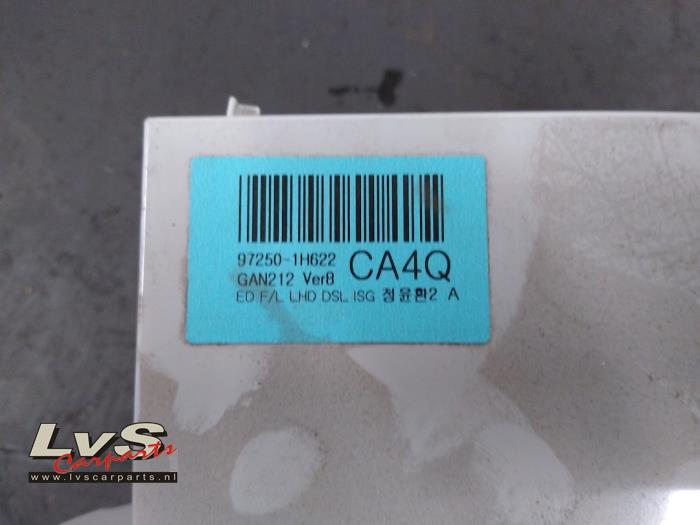 97250-1H622
CA4Q
GAN212 Ver8
ED F/L LHD DSL ISG 정윤환2 A
LvS
Carparts
www.lvscarparts.nl